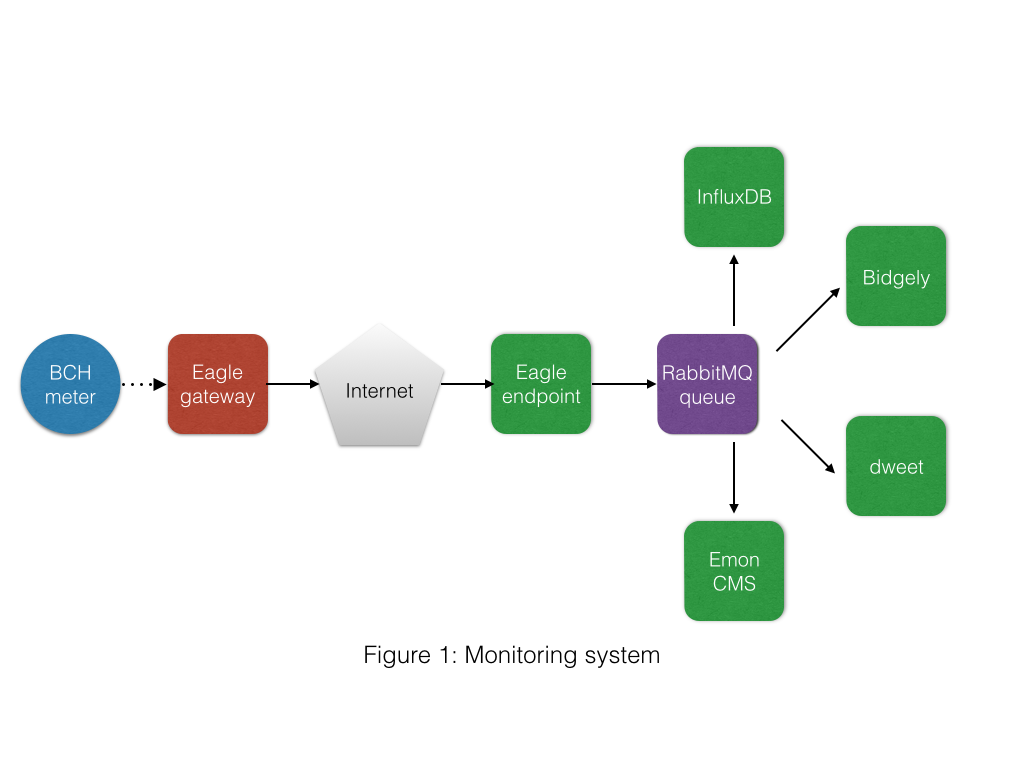 InfluxDB
Bidgely
BCH
meter
Eagle
gateway
Internet
Eagle
endpoint
RabbitMQ
queue
dweet
Emon
CMS
Figure 1: Monitoring system